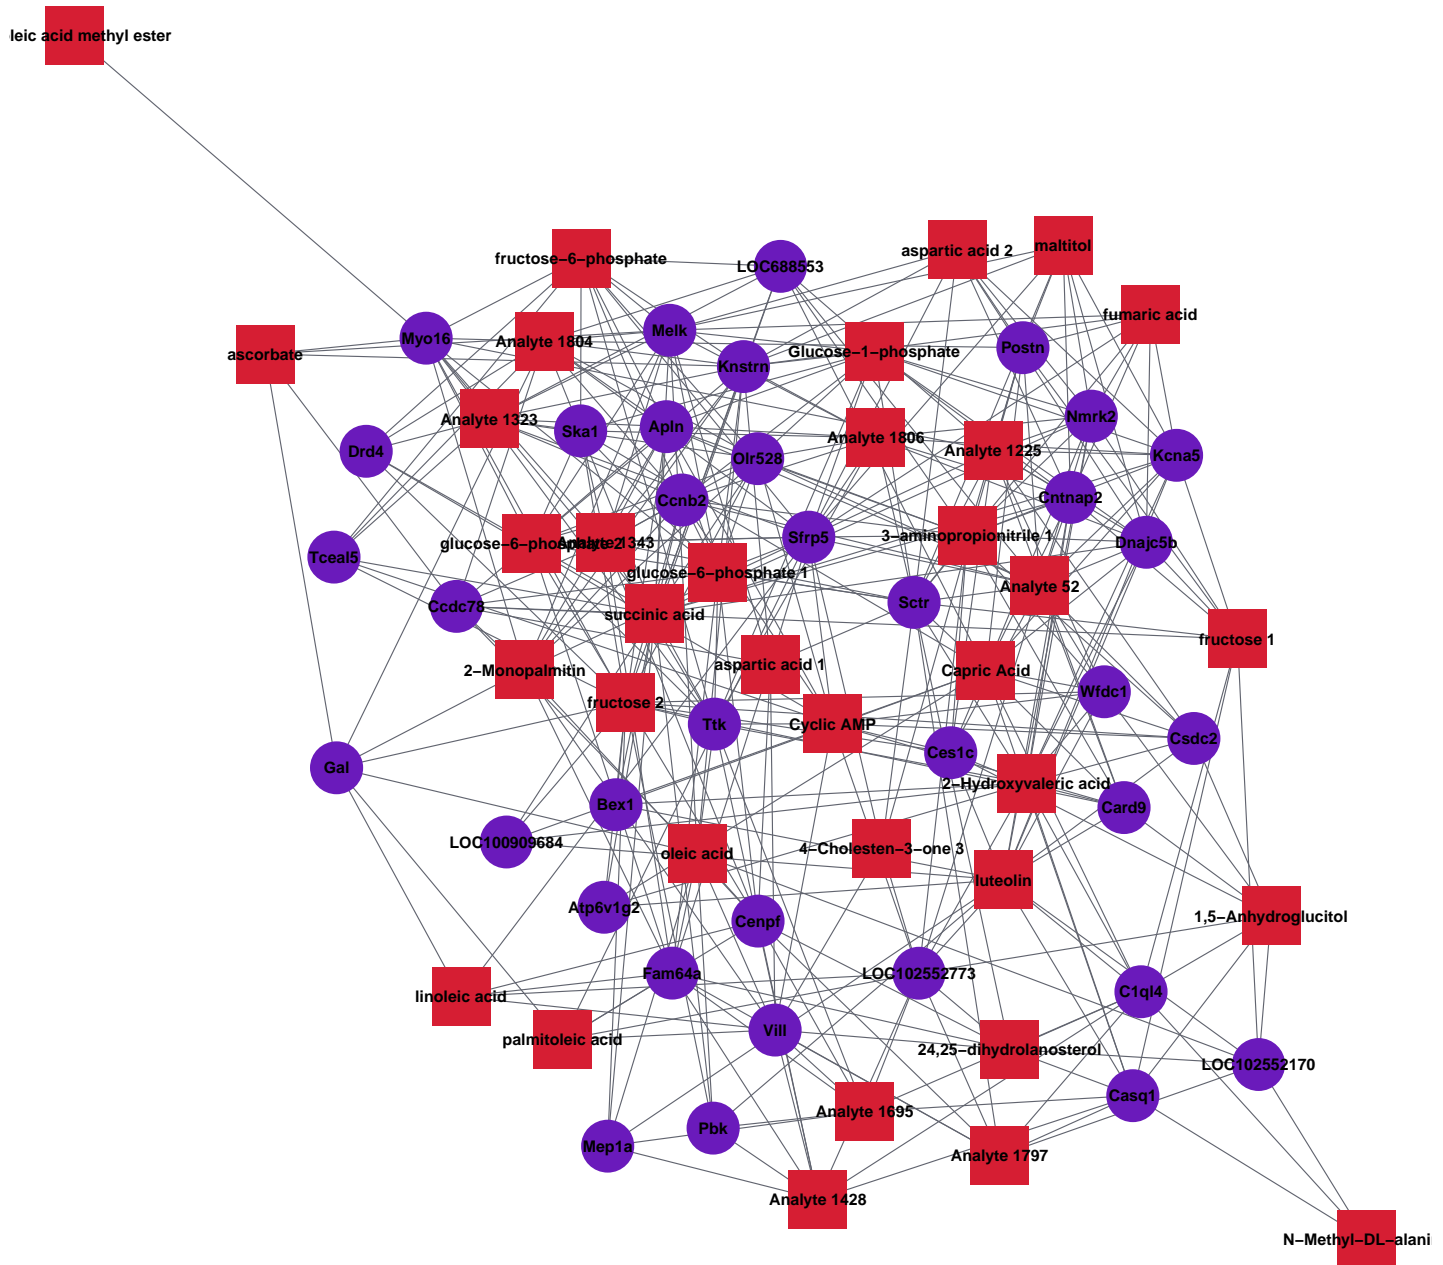 leic acid methyl ester
fructose−6−phosphate
LOC688553
aspartic acid 2
maltitol
fumaric acid
Myo16
Analyte 1804
Melk
Glucose−1−phosphate
Postn
ascorbate
Knstrn
Analyte 1323
Ska1
Apln
Analyte 1806
Nmrk2
Drd4
Olr528
Analyte 1225
Kcna5
Ccnb2
Cntnap2
Tceal5
glucose−6−phosphate 2
Analyte 1343
Sfrp5
3−aminopropionitrile 1
Dnajc5b
glucose−6−phosphate 1
Analyte 52
Ccdc78
succinic acid
Sctr
fructose 1
2−Monopalmitin
aspartic acid 1
Capric Acid
fructose 2
Wfdc1
Ttk
Cyclic AMP
Csdc2
Gal
Ces1c
2−Hydroxyvaleric acid
Bex1
Card9
LOC100909684
oleic acid
4−Cholesten−3−one 3
luteolin
Atp6v1g2
Cenpf
1,5−Anhydroglucitol
Fam64a
LOC102552773
linoleic acid
C1ql4
palmitoleic acid
Vill
24,25−dihydrolanosterol
LOC102552170
Analyte 1695
Casq1
Pbk
Mep1a
Analyte 1797
Analyte 1428
N−Methyl−DL−alani